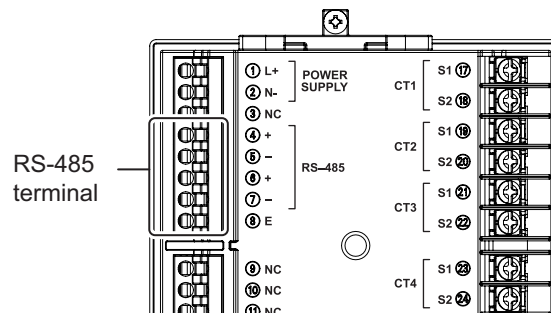 RS-485
terminal
① L+
② N-
POWER
SUPPLY
③ NC
④ +
⑤ −
⑥ +
⑦ −
RS–485
⑧ E
⑨ NC
⑩ NC
⑪ NC
CT1
S1 ⑰
S2 ⑱
CT2
S1 ⑲
S2 ⑳
CT3
S1 ㉑
S2 ㉒
CT4
S1 ㉓
S2 ㉔